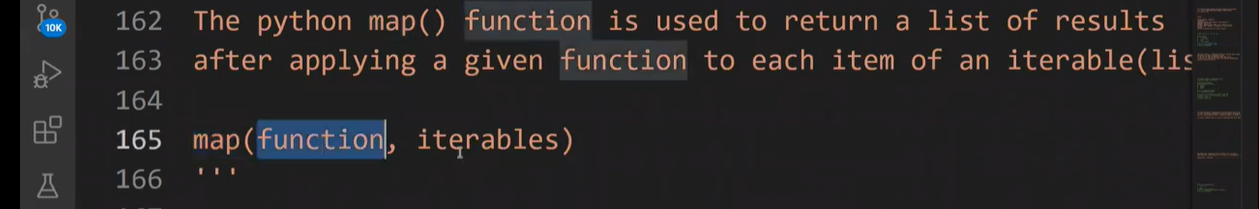 10K
162 The python map() function is used to return a list of results
163 after applying a given function to each item of an iterable(lis
164
165 map(function, iterables)
166 '''